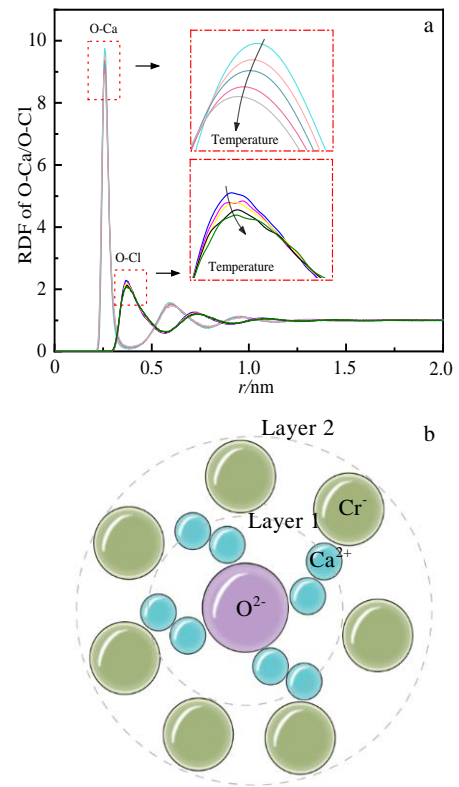 a
O-Ca
10
8
6
4
2
0
RDF of O-Ca/O-Cl
Temperature
Temperature
O-Cl
0
0.5
1.0
1.5
2.0
r/nm
b
Layer 2
Layer 1
Cr⁻
Ca²⁺
O²⁻